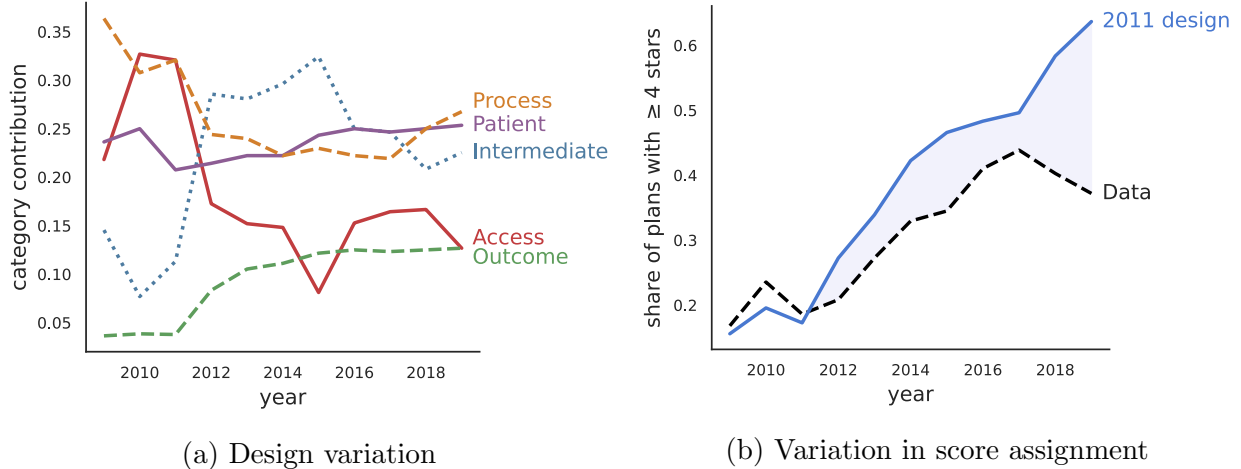 category contribution
0.35
0.30
0.25
0.20
0.15
0.10
0.05
Process
Patient
Intermediate
Access
Outcome
2010 2012 2014 2016 2018
year
(a) Design variation
share of plans with ≥4 stars
0.6
0.5
0.4
0.3
0.2
2011 design
Data
2010 2012 2014 2016 2018
year
(b) Variation in score assignment